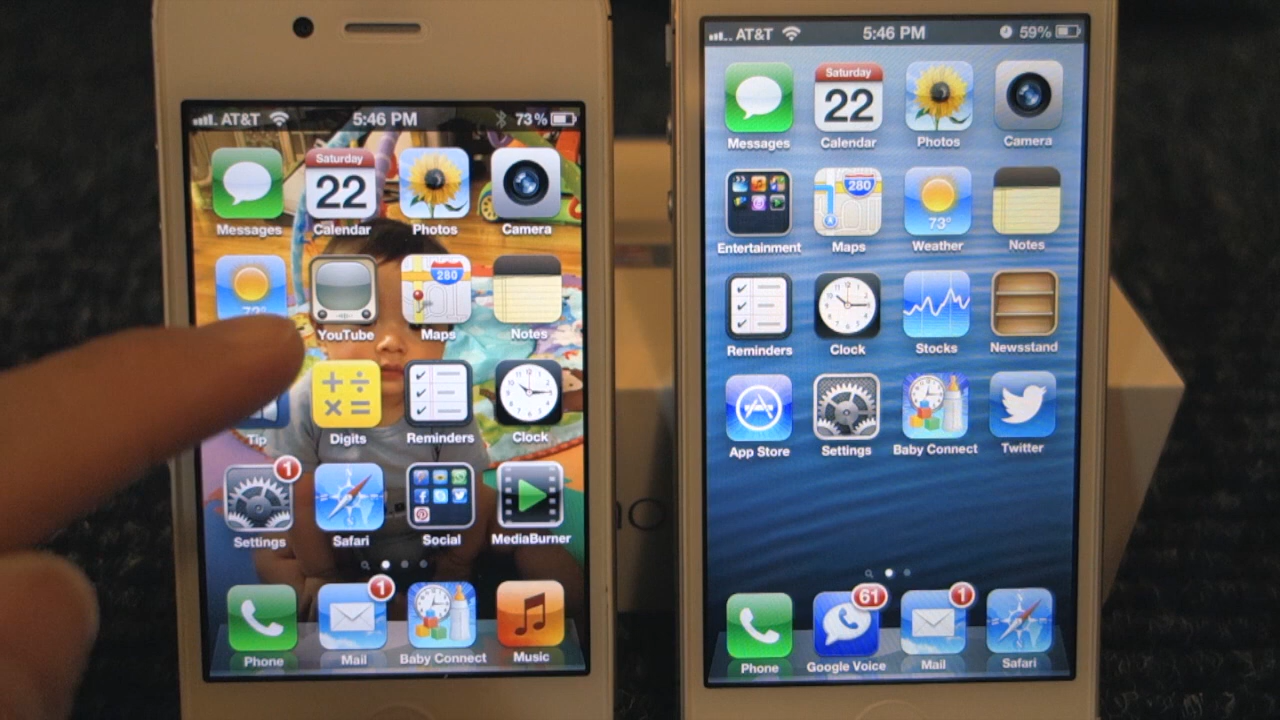 AT&T 5:46 PM 73%
Saturday
22
Messages Calendar Photos Camera
280
73°
YouTube Maps Notes
Tip Digits Reminders Clock
1
Settings Safari Social MediaBurner
1
Phone Mail Baby Connect Music
AT&T 5:46 PM 59%
Saturday
22
Messages Calendar Photos Camera
280
73°
Entertainment Maps Weather Notes
Reminders Clock Stocks Newsstand
App Store Settings Baby Connect Twitter
61 1
Phone Google Voice Mail Safari